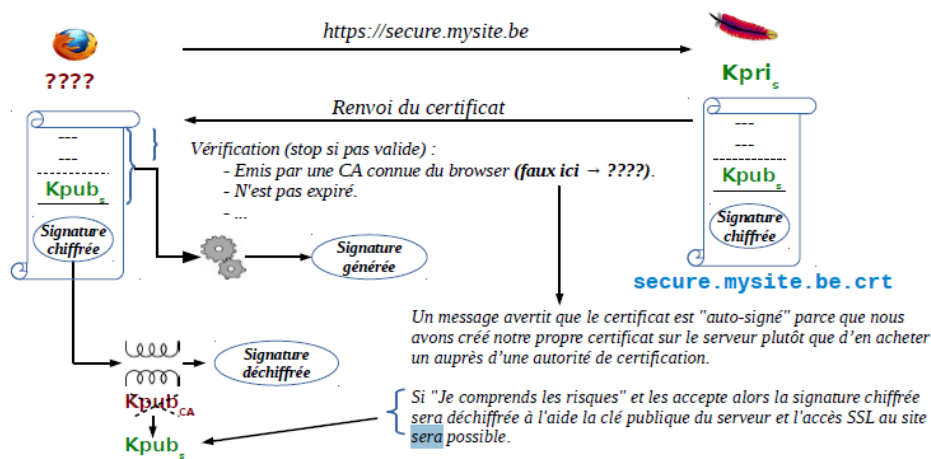 https://secure.mysite.be
????
Kpri s
Renvoi du certificat
---
---
Kpub s
Signature
chiffrée
Vérification (stop si pas valide) :
- Emis par une CA connue du browser (faux ici → ????).
- N'est pas expiré.
- ...
Signature
générée
---
---
Kpub s
Signature
chiffrée
secure.mysite.be.crt
Un message avertit que le certificat est "auto-signé" parce que nous
avons créé notre propre certificat sur le serveur plutôt que d'en acheter
un auprès d'une autorité de certification.
Signature
déchiffrée
Kpub CA
Kpub s
Si "Je comprends les risques" et les accepte alors la signature chiffrée
sera déchiffrée à l'aide la clé publique du serveur et l'accès SSL au site
sera possible.